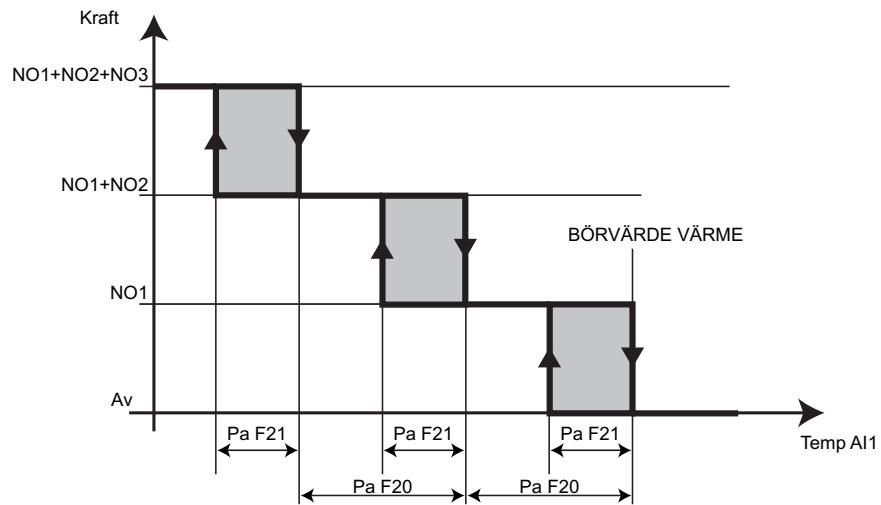 Kraft
NO1+NO2+NO3
NO1+NO2
BÖRVÄRDE VÄRME
NO1
Av
Pa F21
Pa F21
Pa F21
Temp AI1
Pa F20
Pa F20